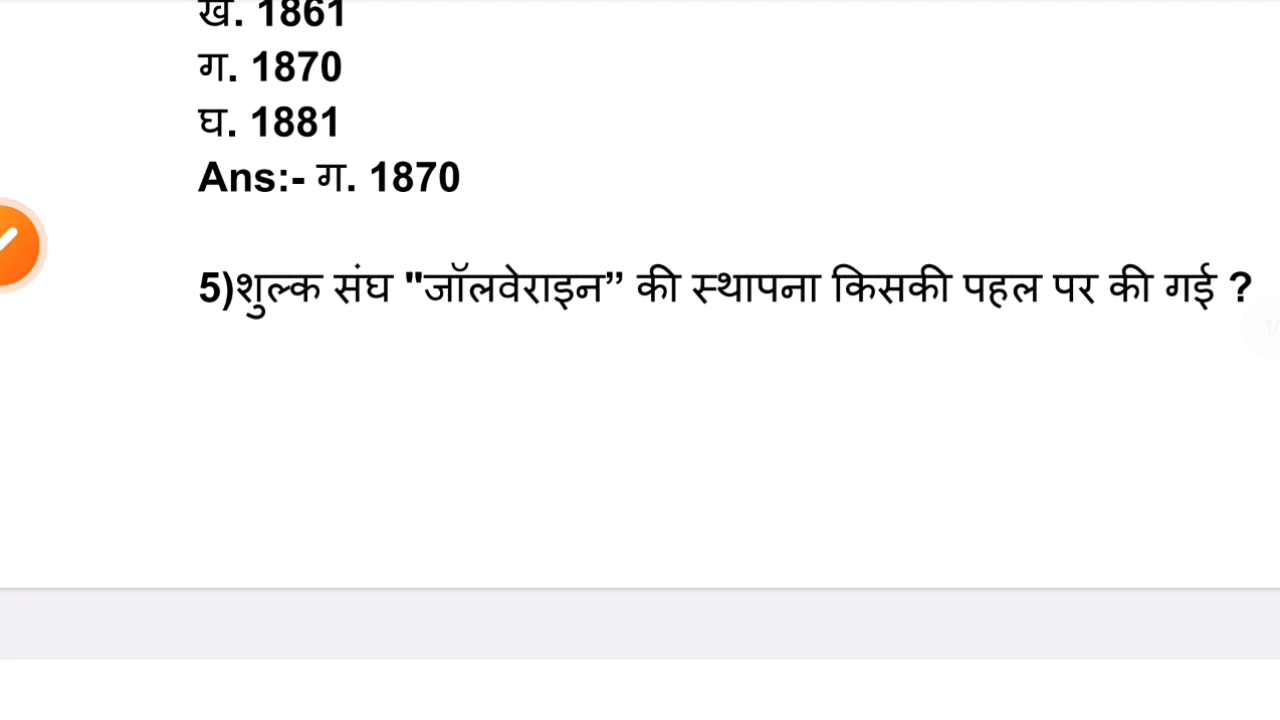 ख. 1861
ग. 1870
घ. 1881
Ans:- ग. 1870
5)शुल्क संघ "जॉलवेराइन” की स्थापना किसकी पहल पर की गई ?